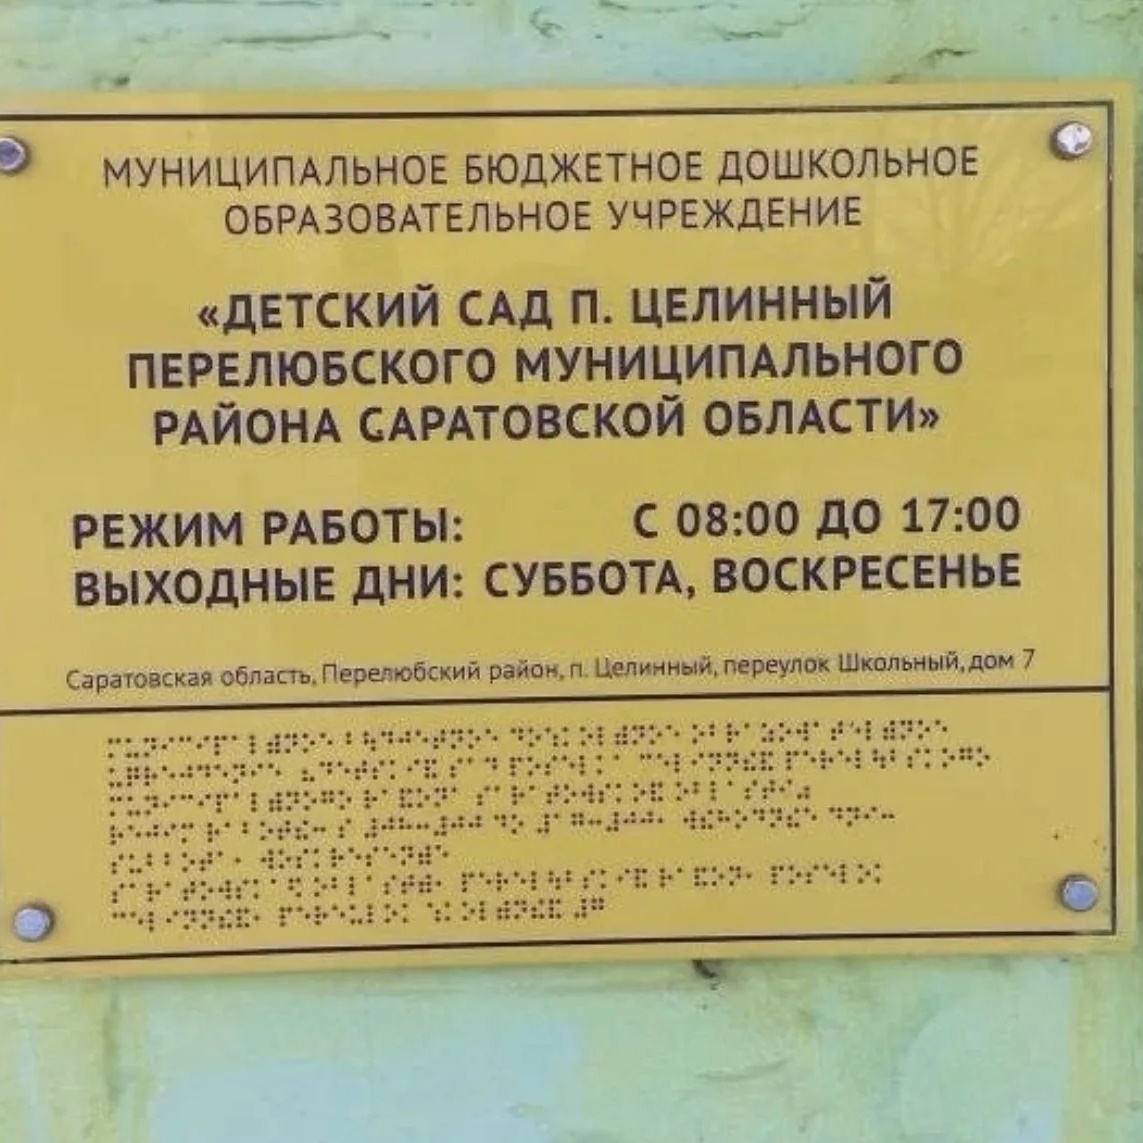 МУНИЦИПАЛЬНОЕ БЮДЖЕТНОЕ ДОШКОЛЬНОЕ
ОБРАЗОВАТЕЛЬНОЕ УЧРЕЖДЕНИЕ
«ДЕТСКИЙ САД П. ЦЕЛИННЫЙ
ПЕРЕЛЮБСКОГО МУНИЦИПАЛЬНОГО
РАЙОНА САРАТОВСКОЙ ОБЛАСТИ»
РЕЖИМ РАБОТЫ: С 08:00 ДО 17:00
ВЫХОДНЫЕ ДНИ: СУББОТА, ВОСКРЕСЕНЬЕ
Саратовская область, Перелюбский район, п. Целинный, переулок Школьный, дом 7